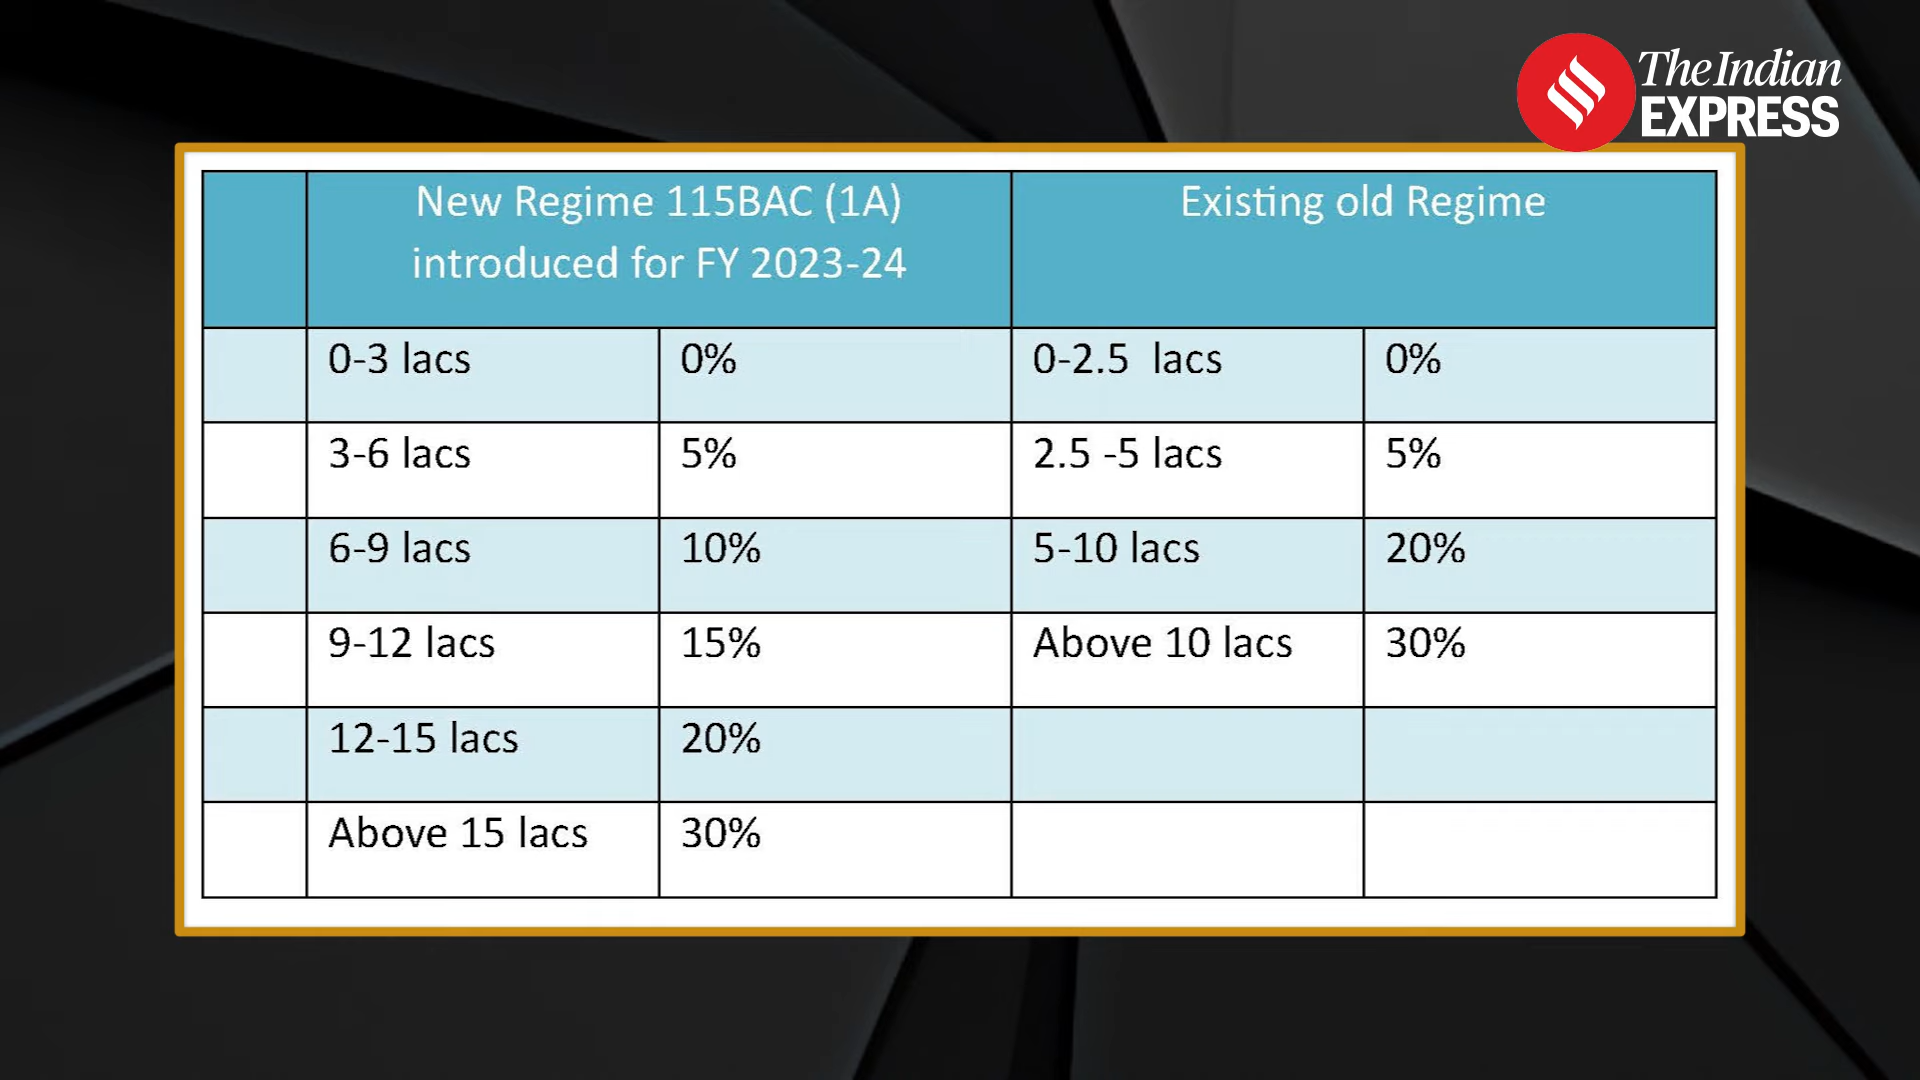 The Indian
EXPRESS
New Regime 115BAC (1A)
introduced for FY 2023-24
Existing old Regime
0-3 lacs 0% 0-2.5 lacs 0%
3-6 lacs 5% 2.5 -5 lacs 5%
6-9 lacs 10% 5-10 lacs 20%
9-12 lacs 15% Above 10 lacs 30%
12-15 lacs 20%
Above 15 lacs 30%